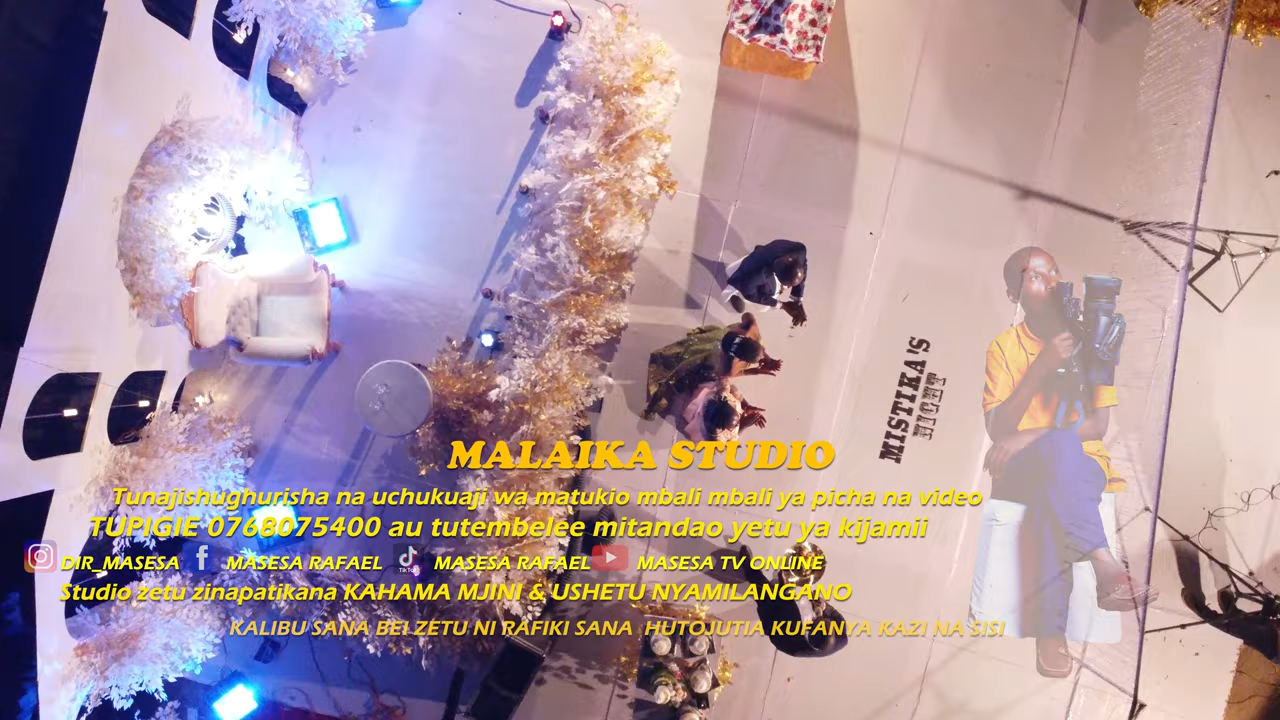 MISTIKA'S
NIGHT
MALAIKA STUDIO
Tunajishughurisha na uchukuaji wa matukio mbali mbali ya picha na video
TUPIGIE 0768075400 au tutembelee mitandao yetu ya kijamii
DIR_MASESA MASESA RAFAEL TikTok MASESA RAFAEL MASESA TV ONLINE
Studio zetu zinapatikana KAHAMA MJINI & USHETU NYAMILANGANO
KALIBU SANA BEI ZETU NI RAFIKI SANA HUTOJUTIA KUFANYA KAZI NA SISI